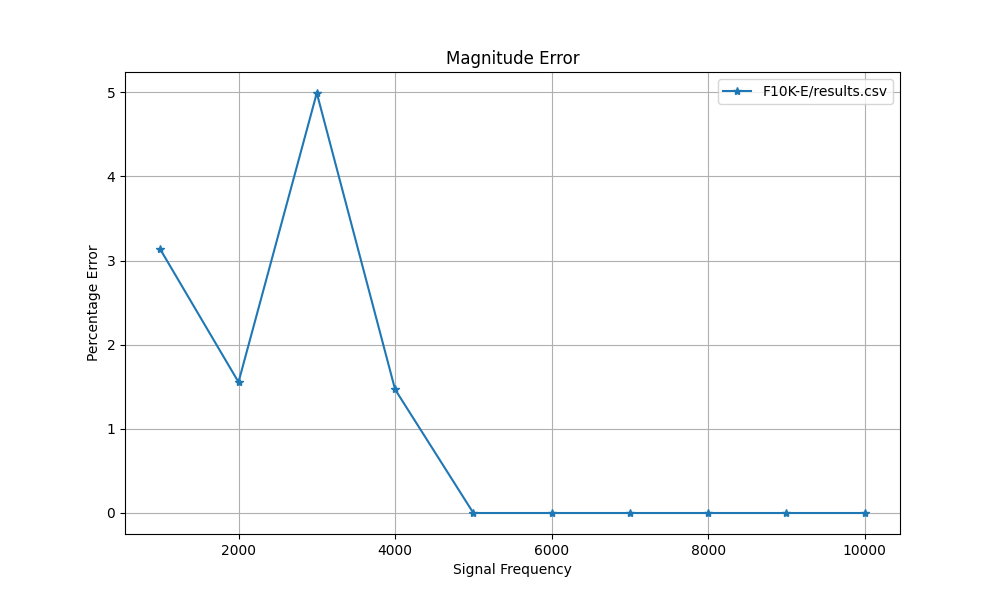 Magnitude Error
F10K-E/results.csv
Percentage Error
5
4
3
2
1
0
2000
4000
6000
8000
10000
Signal Frequency